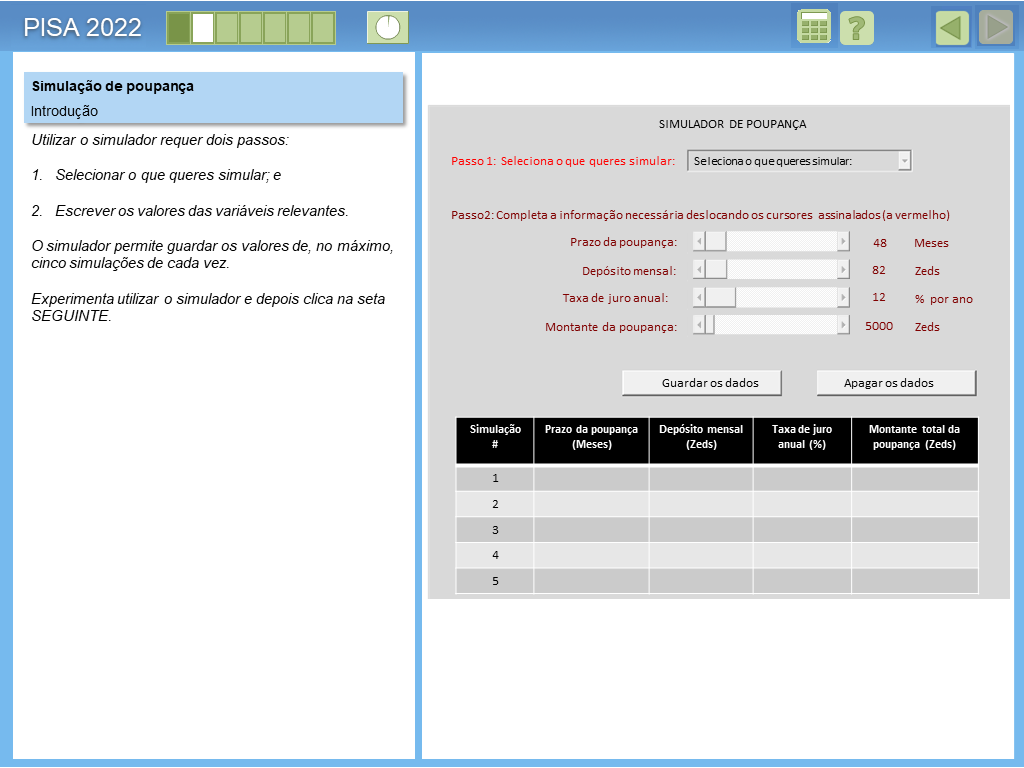 PISA 2022
?
Simulação de poupança
Introdução
Utilizar o simulador requer dois passos:
1. Selecionar o que queres simular; e
2. Escrever os valores das variáveis relevantes.
O simulador permite guardar os valores de, no máximo,
cinco simulações de cada vez.
Experimenta utilizar o simulador e depois clica na seta
SEGUINTE.
SIMULADOR DE POUPANÇA
Passo 1: Seleciona o que queres simular: Seleciona o que queres simular:
Passo2: Completa a informação necessária deslocando os cursores assinalados (a vermelho)
Prazo da poupança: 48 Meses
Depósito mensal: 82 Zeds
Taxa de juro anual: 12 % por ano
Montante da poupança: 5000 Zeds
Guardar os dados Apagar os dados
Simulação Prazo da poupança Depósito mensal Taxa de juro Montante total da
# (Meses) (Zeds) anual (%) poupança (Zeds)
1
2
3
4
5